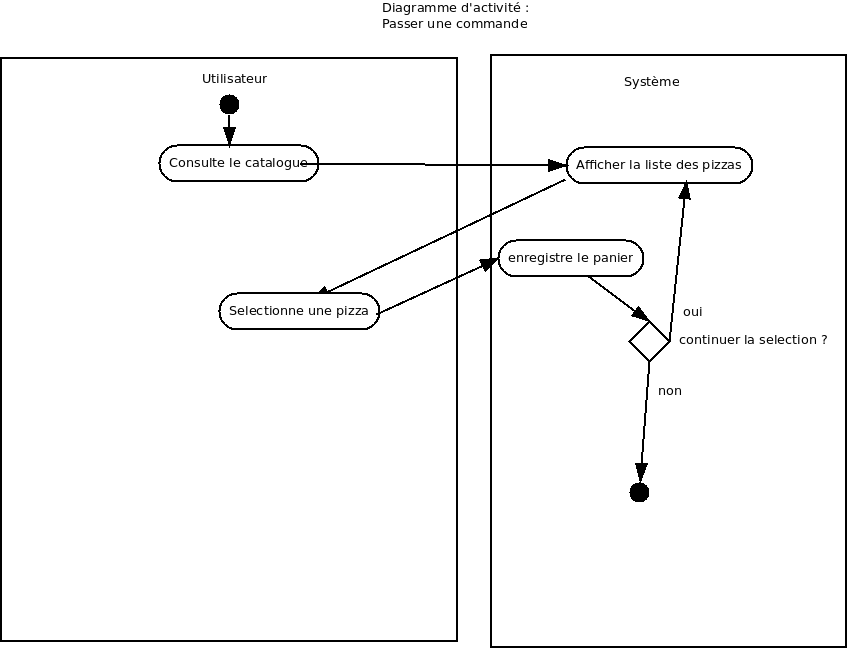 Diagramme d'activité :
Passer une commande
Utilisateur
Système
Consulte le catalogue
Afficher la liste des pizzas
enregistre le panier
Selectionne une pizza
oui
continuer la selection ?
non